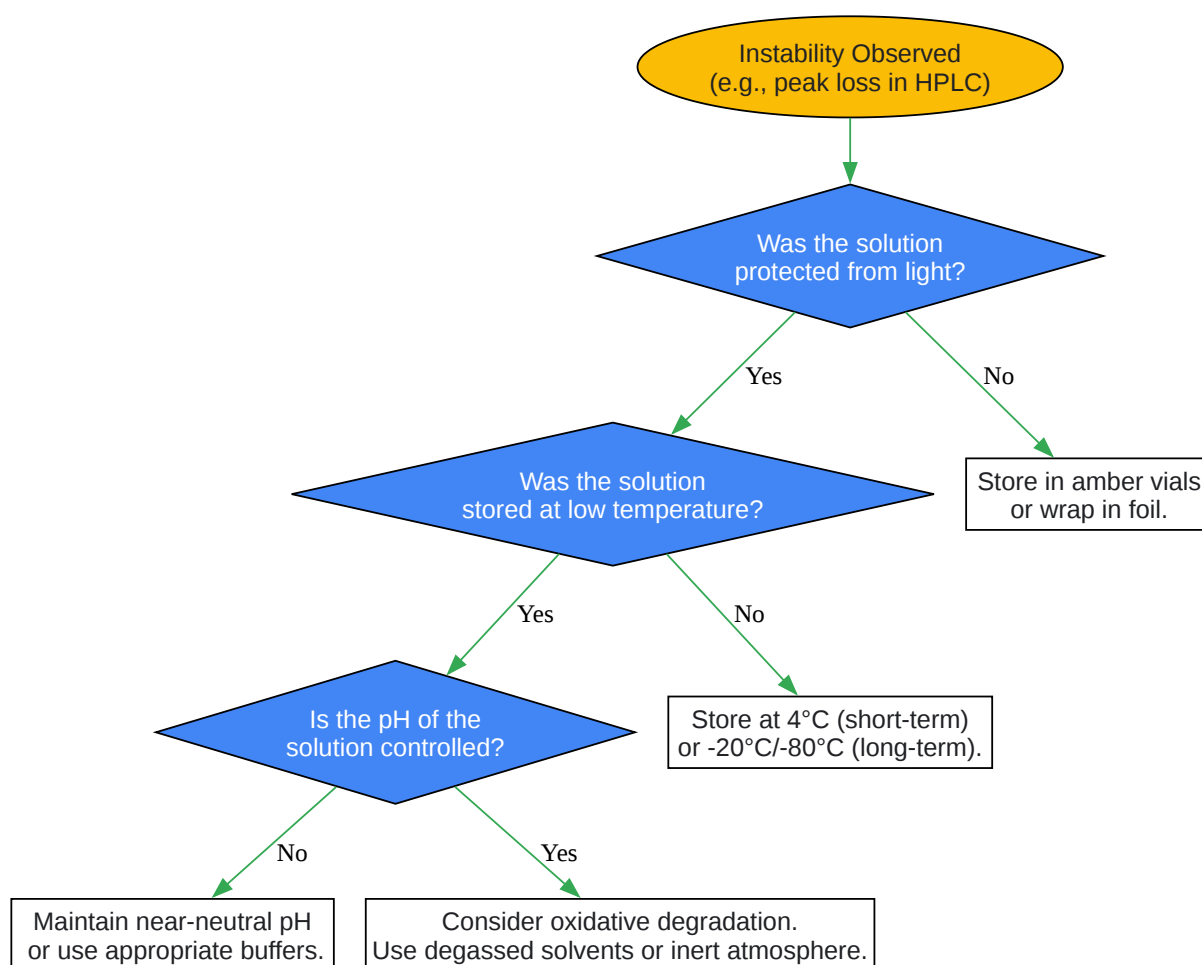 Instability Observed
(e.g., peak loss in HPLC)
Was the solution
protected from light?
Yes
No
Was the solution
stored at low temperature?
Store in amber vials
or wrap in foil.
Yes
No
Is the pH of the
solution controlled?
Store at 4°C (short-term)
or -20°C/-80°C (long-term).
No
Yes
Maintain near-neutral pH
or use appropriate buffers.
Consider oxidative degradation.
Use degassed solvents or inert atmosphere.